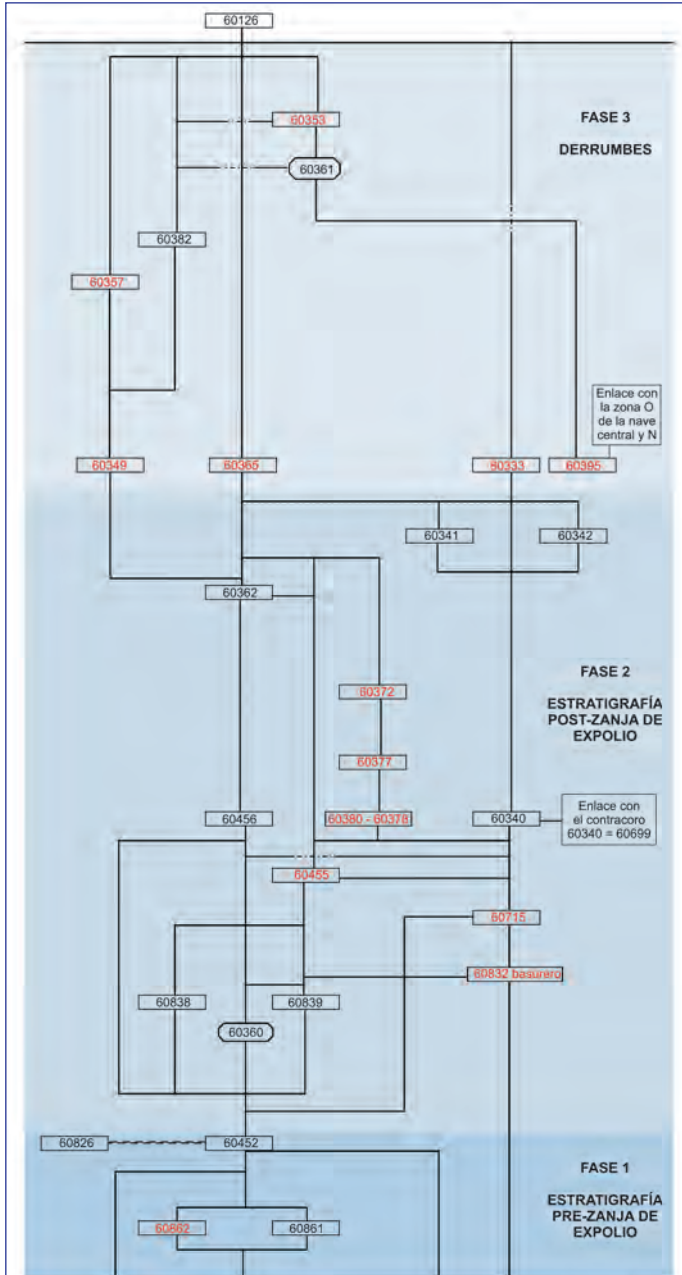 60126
60353
FASE 3
DERRUMBES
60361
60382
60357
Enlace con
la zona O
de la nave
central y N
60349
60365
60333
60395
60341
60342
60362
FASE 2
ESTRATIGRAFÍA
POST-ZANJA DE
EXPOLIO
60372
60377
60380 - 60378
60456
60340
Enlace con
el contracoro
60340 = 60699
60455
60715
60832 basurero
60838
60839
60360
60826
60452
FASE 1
ESTRATIGRAFÍA
PRE-ZANJA DE
EXPOLIO
60862
60861